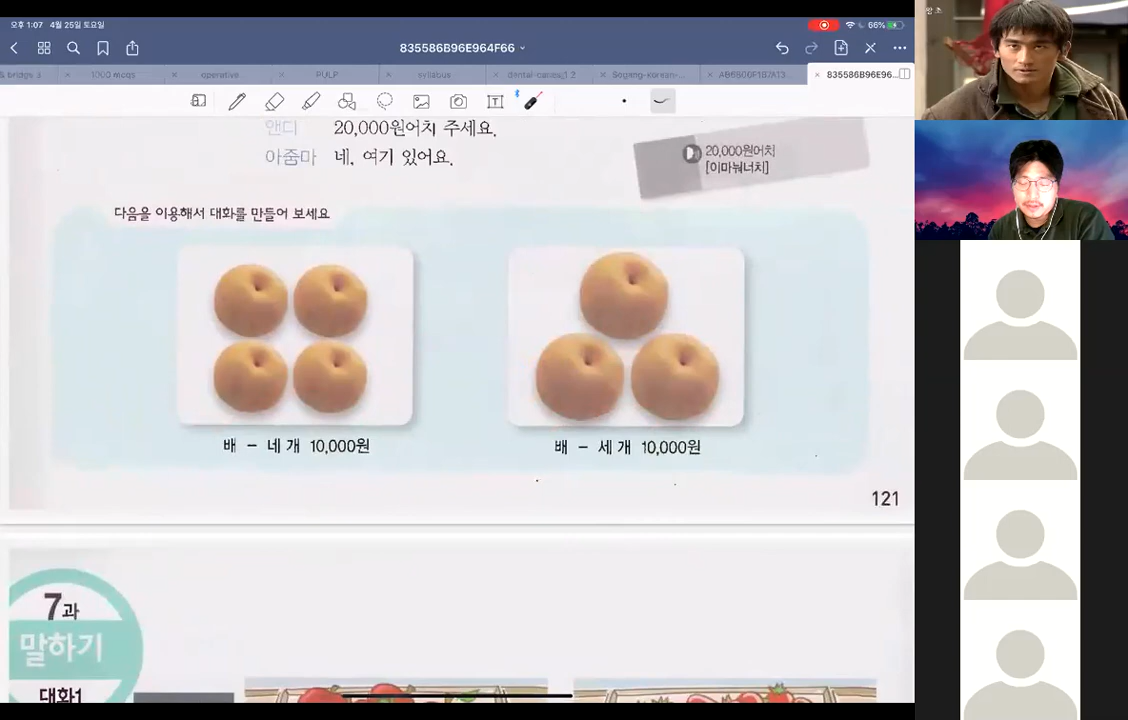 오후 1:07 4월 25일 토요일
66%
835586B96E964F66
& bridge 3
1000 mcqs
operative
PULP
syllabus
dental-caries
1 2
Sogang-korean-...
835586B96E96...
앤디 20,000원어치 주세요.
아줌마 네, 여기 있어요.
20,000원어치
[이마눠너치]
다음을 이용해서 대화를 만들어 보세요
배 – 네 개 10,000원
배 – 세 개 10,000원
121
7과
말하기
대화1